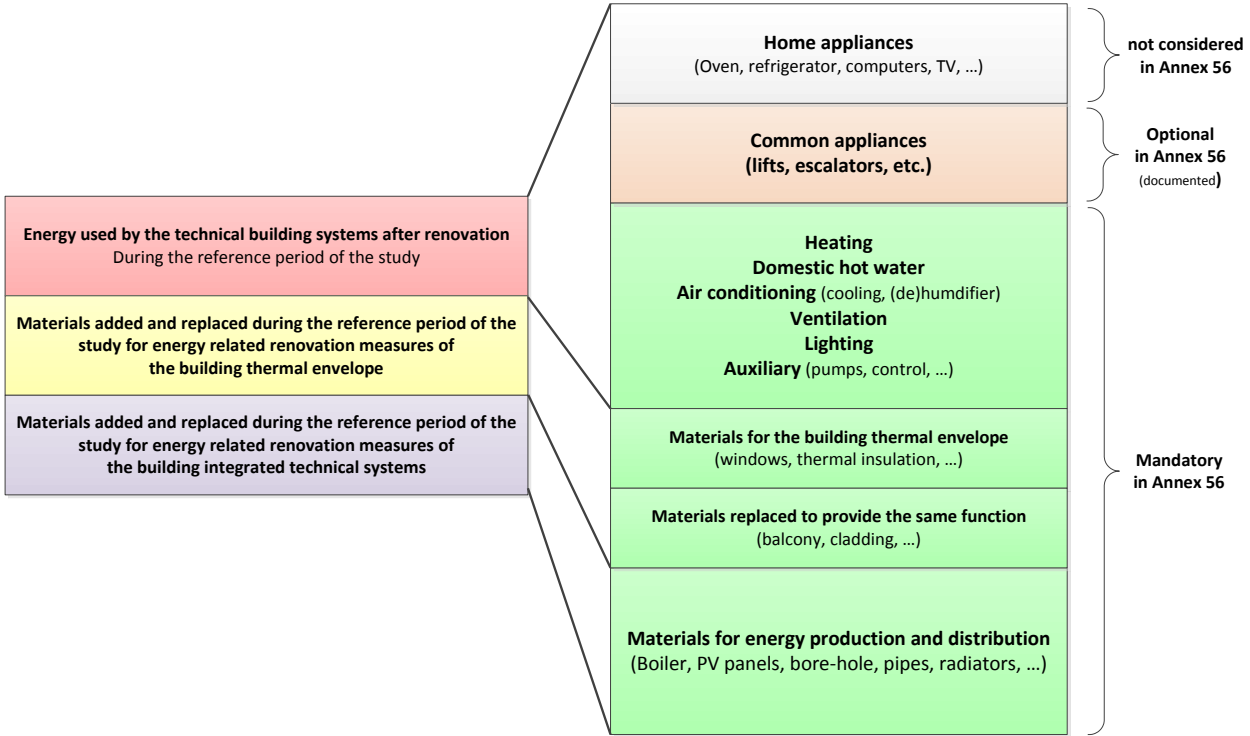 Energy used by the technical building systems after renovation
During the reference period of the study
Materials added and replaced during the reference period of the
study for energy related renovation measures of
the building thermal envelope
Materials added and replaced during the reference period of the
study for energy related renovation measures of
the building integrated technical systems
Home appliances
(Oven, refrigerator, computers, TV, …)
Common appliances
(lifts, escalators, etc.)
Heating
Domestic hot water
Air conditioning (cooling, (de)humdifier)
Ventilation
Lighting
Auxiliary (pumps, control, …)
Materials for the building thermal envelope
(windows, thermal insulation, …)
Materials replaced to provide the same function
(balcony, cladding, …)
Materials for energy production and distribution
(Boiler, PV panels, bore-hole, pipes, radiators, …)
not considered
in Annex 56
Optional
in Annex 56
(documented)
Mandatory
in Annex 56